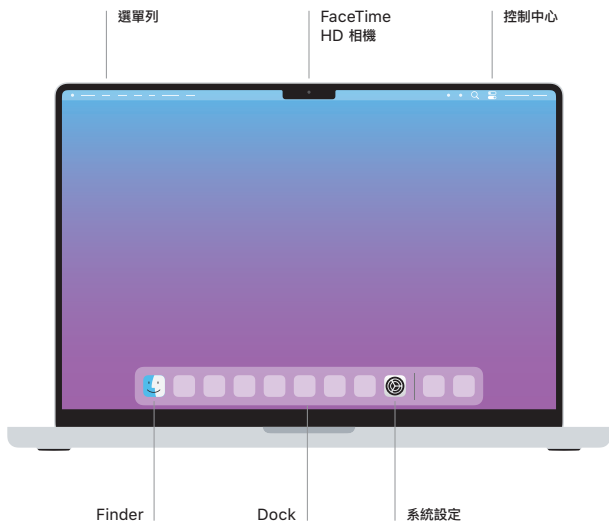 選單列
FaceTime
HD 相機
控制中心
Finder
Dock
系統設定